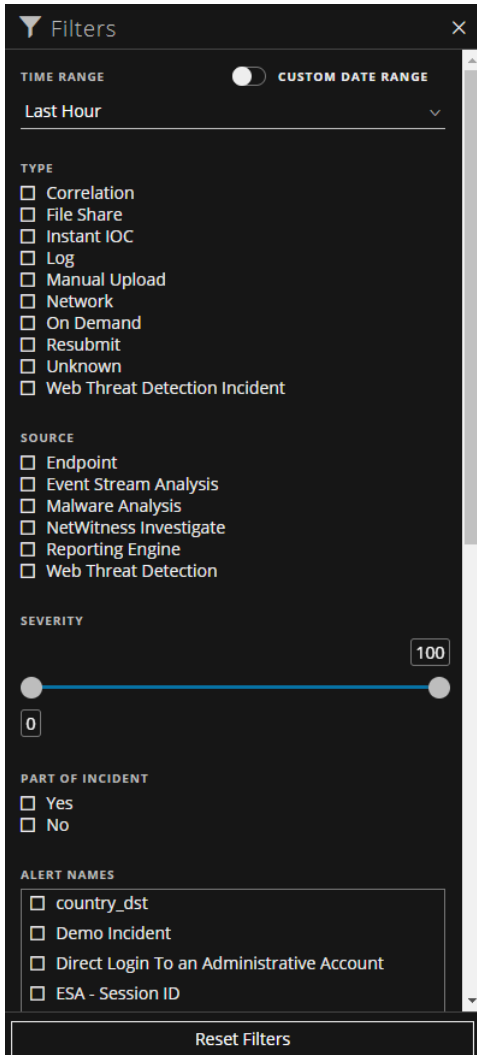 Filters
TIME RANGE CUSTOM DATE RANGE
Last Hour
TYPE
Correlation
File Share
Instant IOC
Log
Manual Upload
Network
On Demand
Resubmit
Unknown
Web Threat Detection Incident
SOURCE
Endpoint
Event Stream Analysis
Malware Analysis
NetWitness Investigate
Reporting Engine
Web Threat Detection
SEVERITY
100
0
PART OF INCIDENT
Yes
No
ALERT NAMES
country_dst
Demo Incident
Direct Login To an Administrative Account
ESA - Session ID
Reset Filters